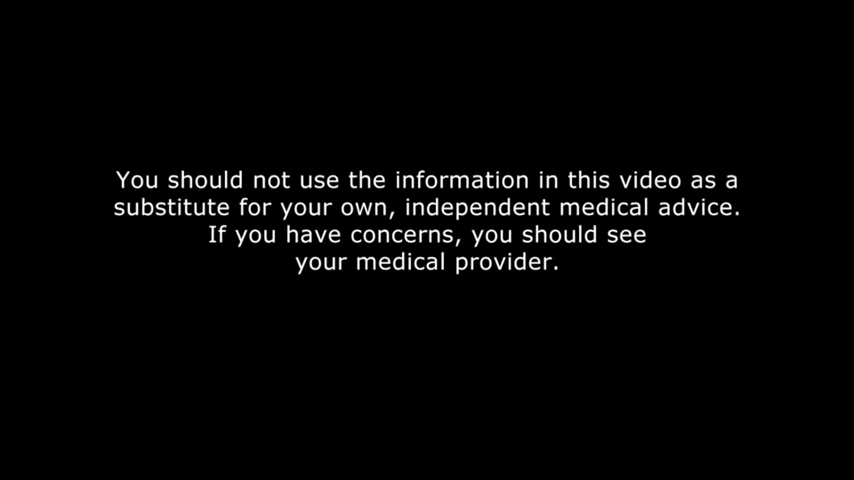 You should not use the information in this video as a
substitute for your own, independent medical advice.
If you have concerns, you should see
your medical provider.